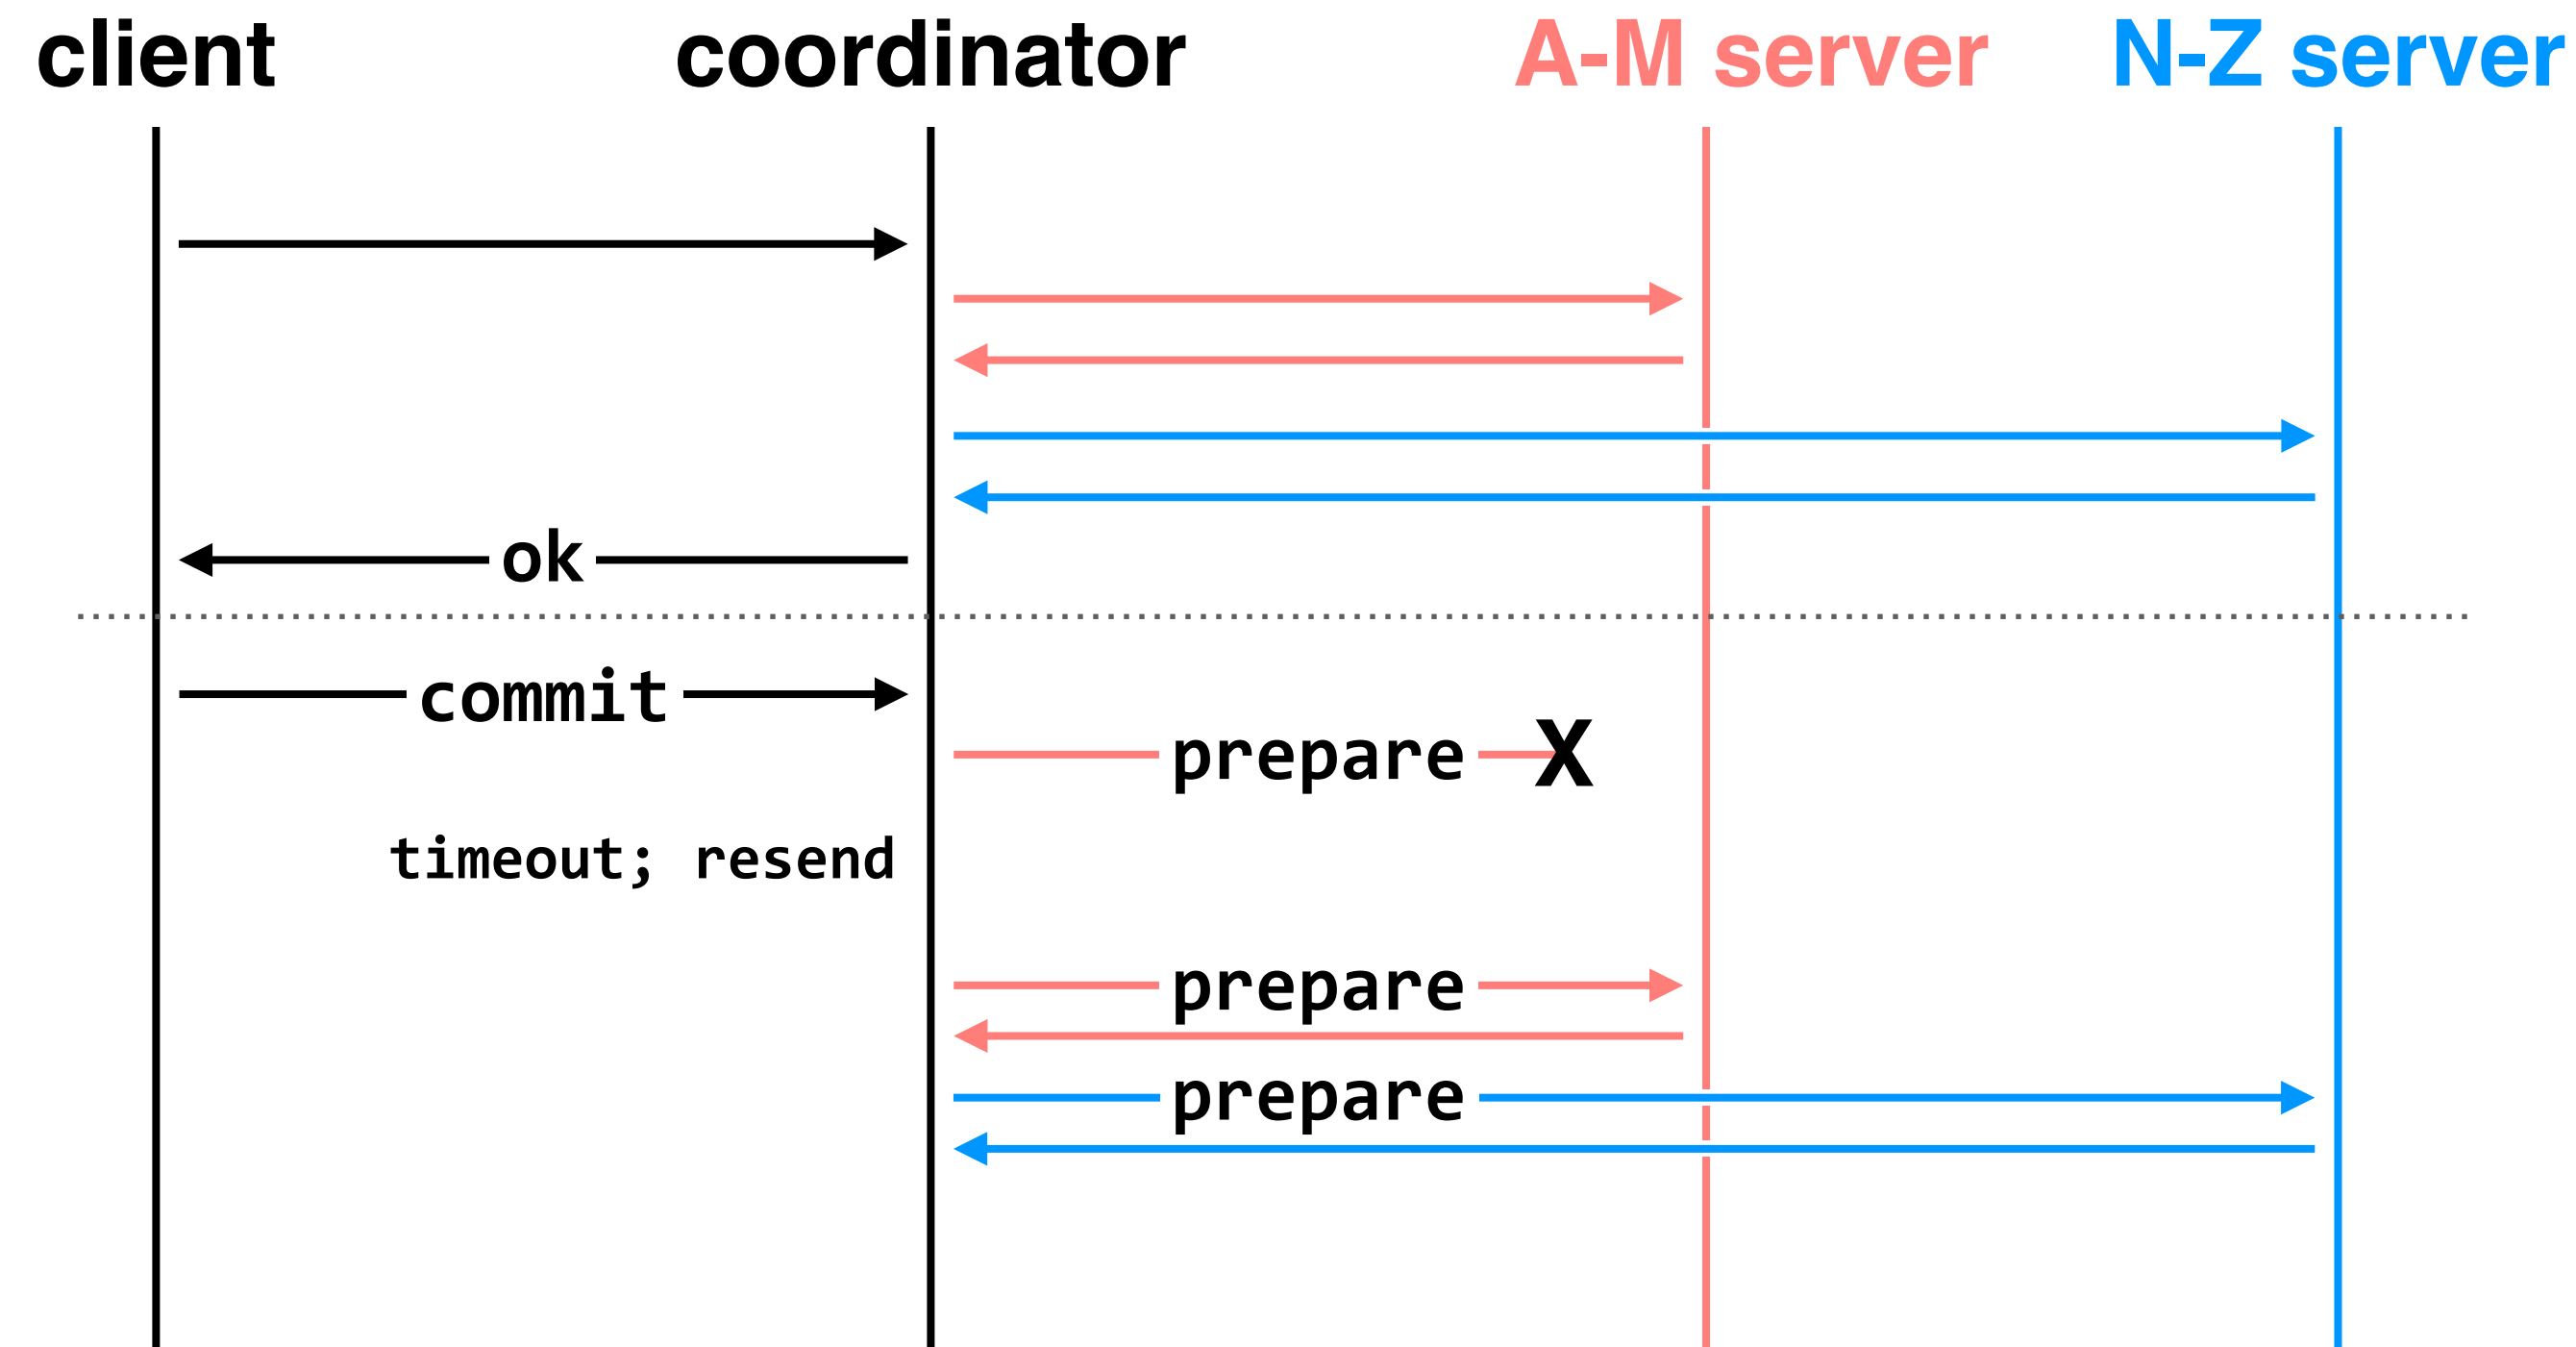 client coordinator A-M server N-Z server
ok
commit
prepare X
timeout; resend
prepare
prepare